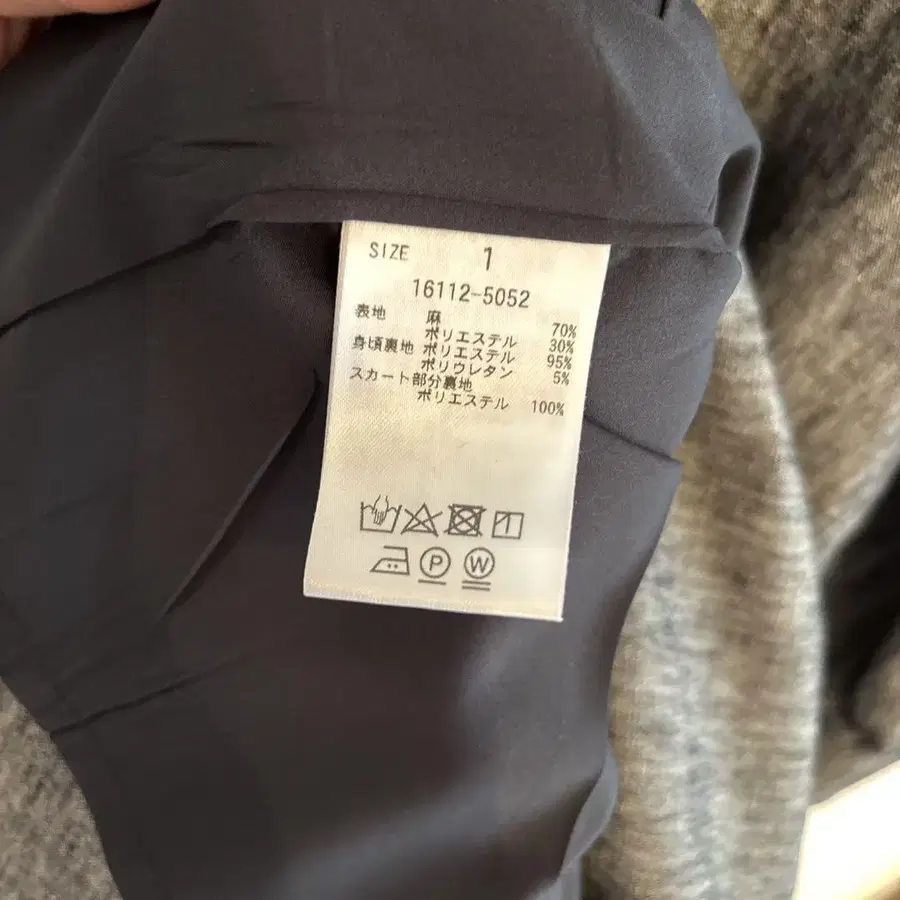 SIZE 1
16112-5052
表地 麻 70%
ポリエステル 30%
身頃裏地 ポリエステル 95%
ポリウレタン 5%
スカート部分裏地
ポリエステル 100%
P W